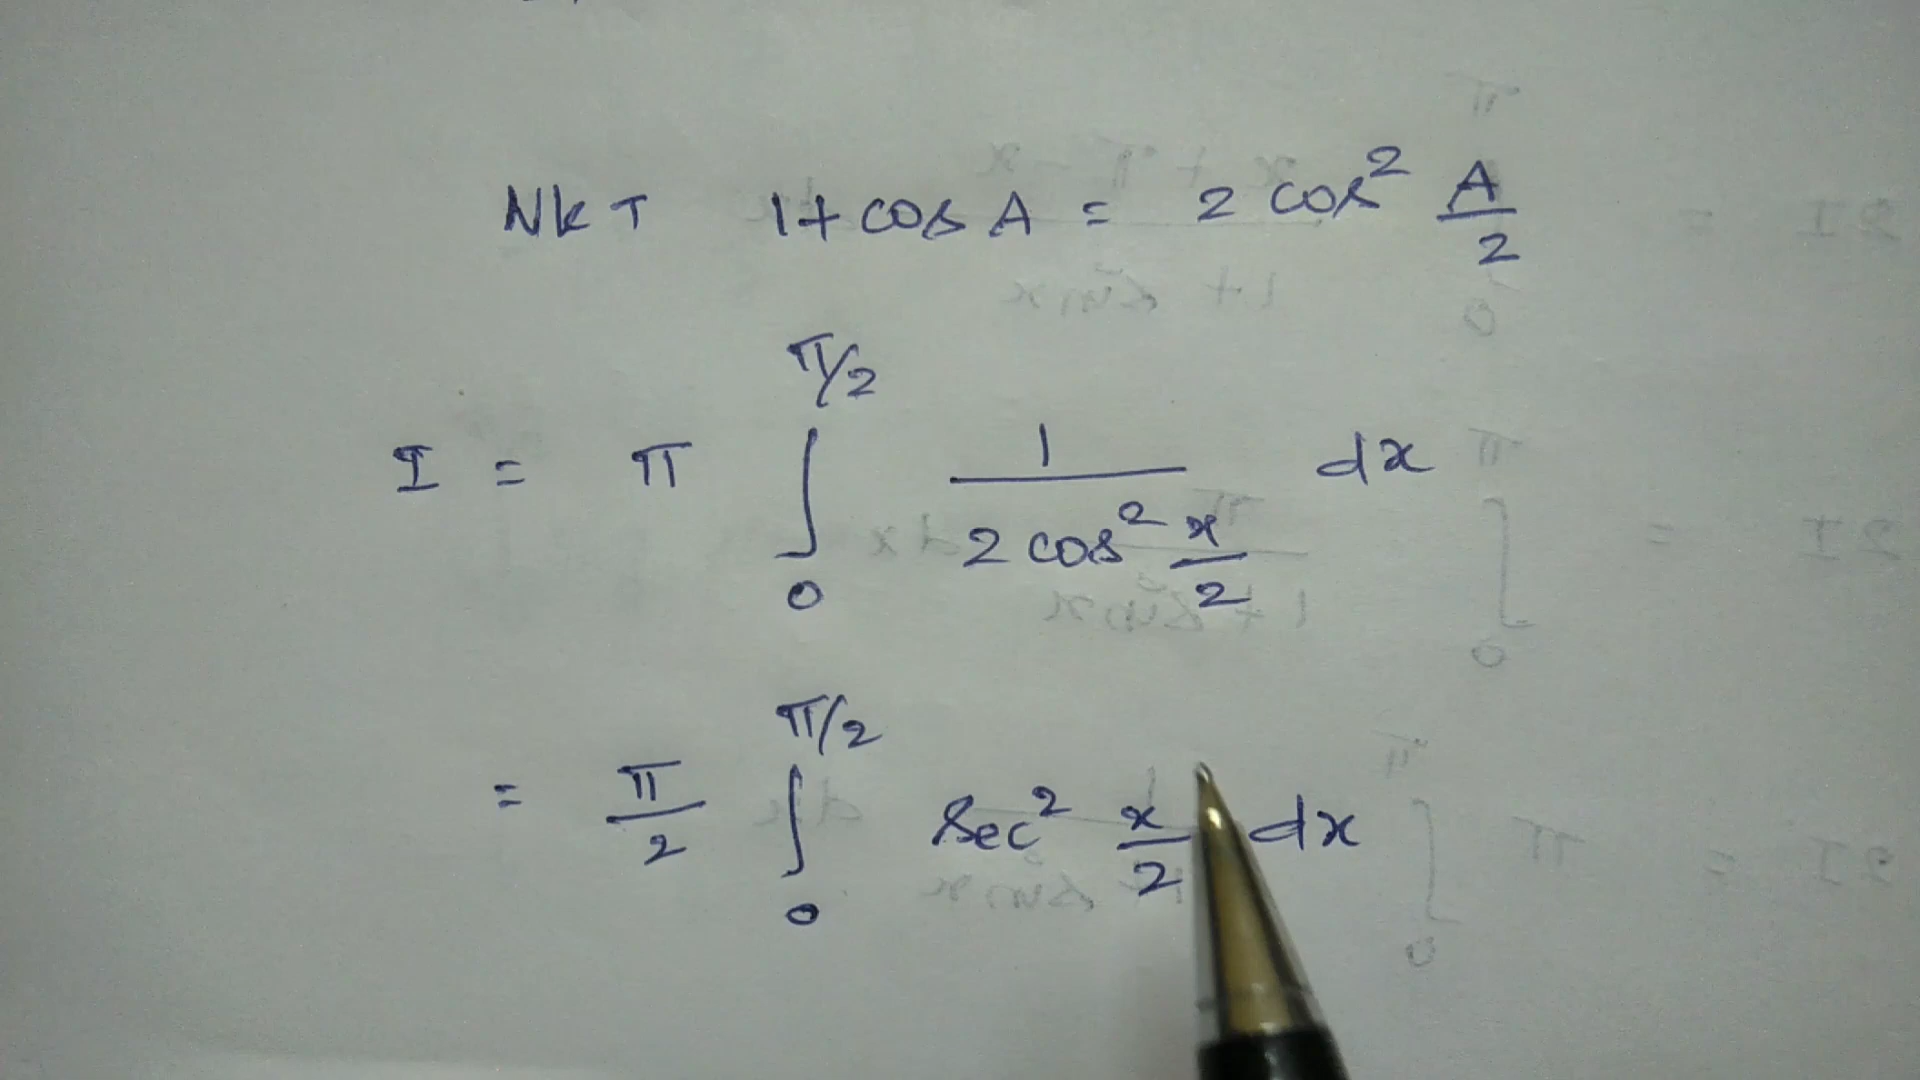 NKT 1 + cos A = 2 cos² A/2
I = π ∫₀^(π/2) 1/(2 cos² x/2) dx
= π/2 ∫₀^(π/2) Sec² x/2 dx